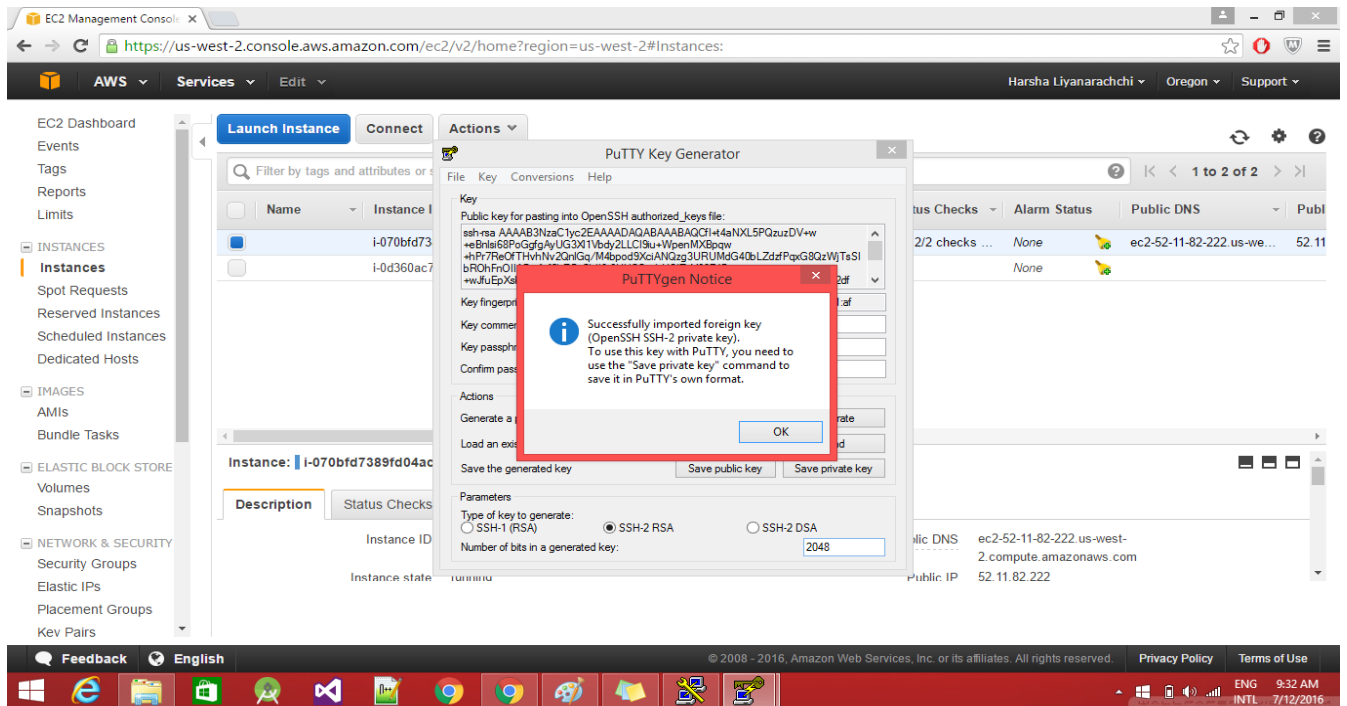 EC2 Management Console
https://us-west-2.console.aws.amazon.com/ec2/v2/home?region=us-west-2#Instances:
AWS Services Edit Harsha Liyanarachchi Oregon Support
EC2 Dashboard
Events
Tags
Reports
Limits
INSTANCES
Instances
Spot Requests
Reserved Instances
Scheduled Instances
Dedicated Hosts
IMAGES
AMIs
Bundle Tasks
ELASTIC BLOCK STORE
Volumes
Snapshots
NETWORK & SECURITY
Security Groups
Elastic IPs
Placement Groups
Key Pairs
Launch Instance Connect Actions
Filter by tags and attributes or
1 to 2 of 2
Name Instance I
tus Checks Alarm Status Public DNS Publ
i-070bfd73 2/2 checks ... None ec2-52-11-82-222.us-we... 52.11
i-0d360ac7 None
PuTTY Key Generator
File Key Conversions Help
Key
Public key for pasting into OpenSSH authorized_keys file:
ssh-rsa
Key fingerpri :af
Key commen
Key passphr
Confirm pass
PuTTYgen Notice
Successfully imported foreign key
(OpenSSH SSH-2 private key).
To use this key with PuTTY, you need to
use the "Save private key" command to
save it in PuTTY's own format.
OK
Actions
Generate a rate
Load an exis
Save the generated key Save public key Save private key
Parameters
Type of key to generate:
SSH-1 (RSA) SSH-2 RSA SSH-2 DSA
Number of bits in a generated key: 2048
Instance: i-070bfd7389fd04ac
Description Status Checks
Instance ID
Instance state running
blic DNS ec2-52-11-82-222.us-west-
2.compute.amazonaws.com
Public IP 52.11.82.222
Feedback English © 2008 - 2016, Amazon Web Services, Inc. or its affiliates. All rights reserved. Privacy Policy Terms of Use
ENG 9:32 AM
INTL 7/12/2016